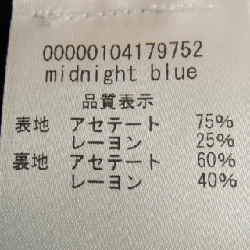 00000104179752
midnight blue
品質表示
表地 アセテート 75%
レーヨン 25%
裏地 アセテート 60%
レーヨン 40%